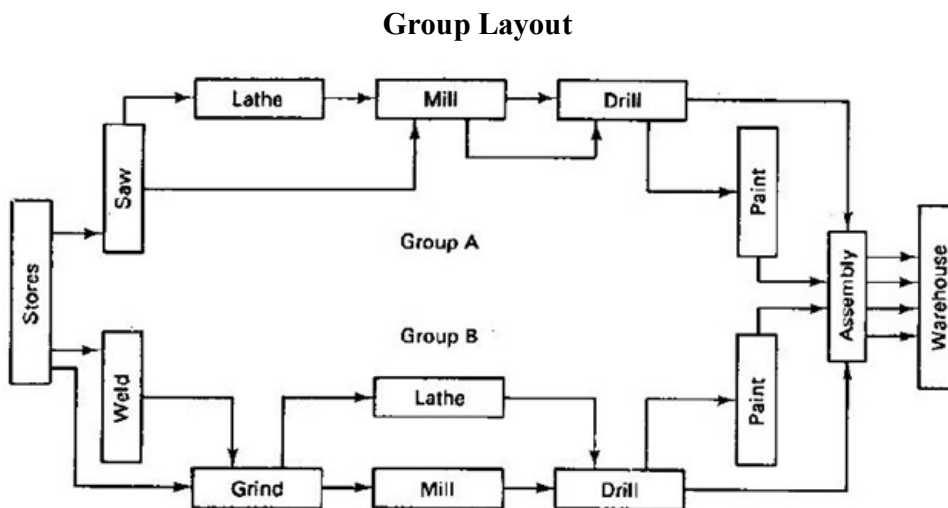 Group Layout
Lathe
Mill
Drill
Saw
Paint
Stores
Group A
Assembly
Warehouse
Group B
Weld
Lathe
Paint
Grind
Mill
Drill